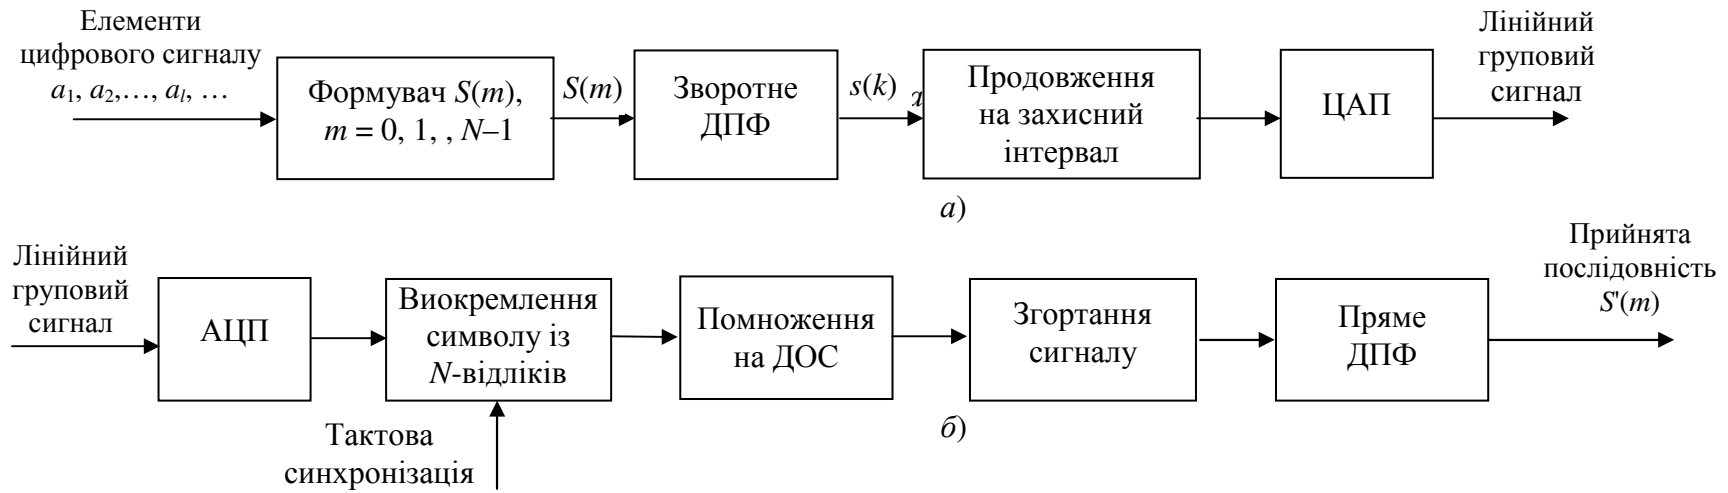 Елементи
цифрового сигналу
a1, a2,…, al, …
Формувач S(m),
m = 0, 1, , N–1
S(m)
Зворотне
ДПФ
s(k)
Продовження
на захисний
інтервал
ЦАП
Лінійний
груповий
сигнал
а)
Лінійний
груповий
сигнал
АЦП
Виокремлення
символу із
N-відліків
Тактова
синхронізація
Помноження
на ДОС
Згортання
сигналу
Пряме
ДПФ
Прийнята
послідовність
S'(m)
б)